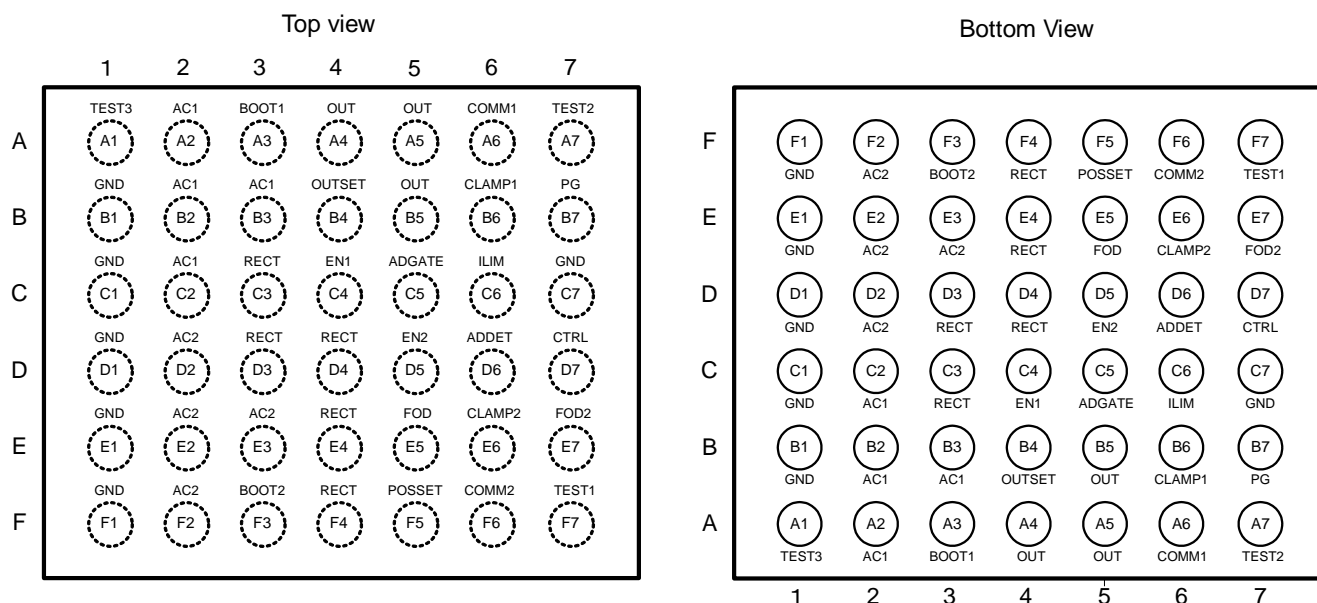 Top view
1 2 3 4 5 6 7
TEST3 AC1 BOOT1 OUT OUT COMM1 TEST2
A A1 A2 A3 A4 A5 A6 A7
GND AC1 AC1 OUTSET OUT CLAMP1 PG
B B1 B2 B3 B4 B5 B6 B7
GND AC1 RECT EN1 ADGATE ILIM GND
C C1 C2 C3 C4 C5 C6 C7
GND AC2 RECT RECT EN2 ADDET CTRL
D D1 D2 D3 D4 D5 D6 D7
GND AC2 AC2 RECT FOD CLAMP2 FOD2
E E1 E2 E3 E4 E5 E6 E7
GND AC2 BOOT2 RECT POSSET COMM2 TEST1
F F1 F2 F3 F4 F5 F6 F7
Bottom View
F F1 F2 F3 F4 F5 F6 F7
GND AC2 BOOT2 RECT POSSET COMM2 TEST1
E E1 E2 E3 E4 E5 E6 E7
GND AC2 AC2 RECT FOD CLAMP2 FOD2
D D1 D2 D3 D4 D5 D6 D7
GND AC2 RECT RECT EN2 ADDET CTRL
C C1 C2 C3 C4 C5 C6 C7
GND AC1 RECT EN1 ADGATE ILIM GND
B B1 B2 B3 B4 B5 B6 B7
GND AC1 AC1 OUTSET OUT CLAMP1 PG
A A1 A2 A3 A4 A5 A6 A7
TEST3 AC1 BOOT1 OUT OUT COMM1 TEST2
1 2 3 4 5 6 7